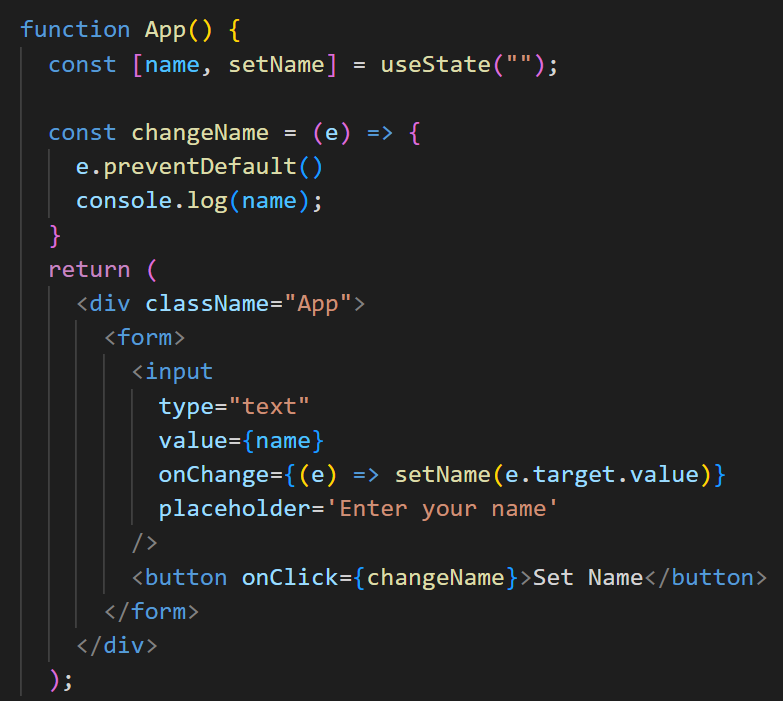 function App() {
  const [name, setName] = useState("");

  const changeName = (e) => {
    e.preventDefault()
    console.log(name);
  }
  return (
    <div className="App">
      <form>
        <input
          type="text"
          value={name}
          onChange={(e) => setName(e.target.value)}
          placeholder='Enter your name'
        />
        <button onClick={changeName}>Set Name</button>
      </form>
    </div>
  );